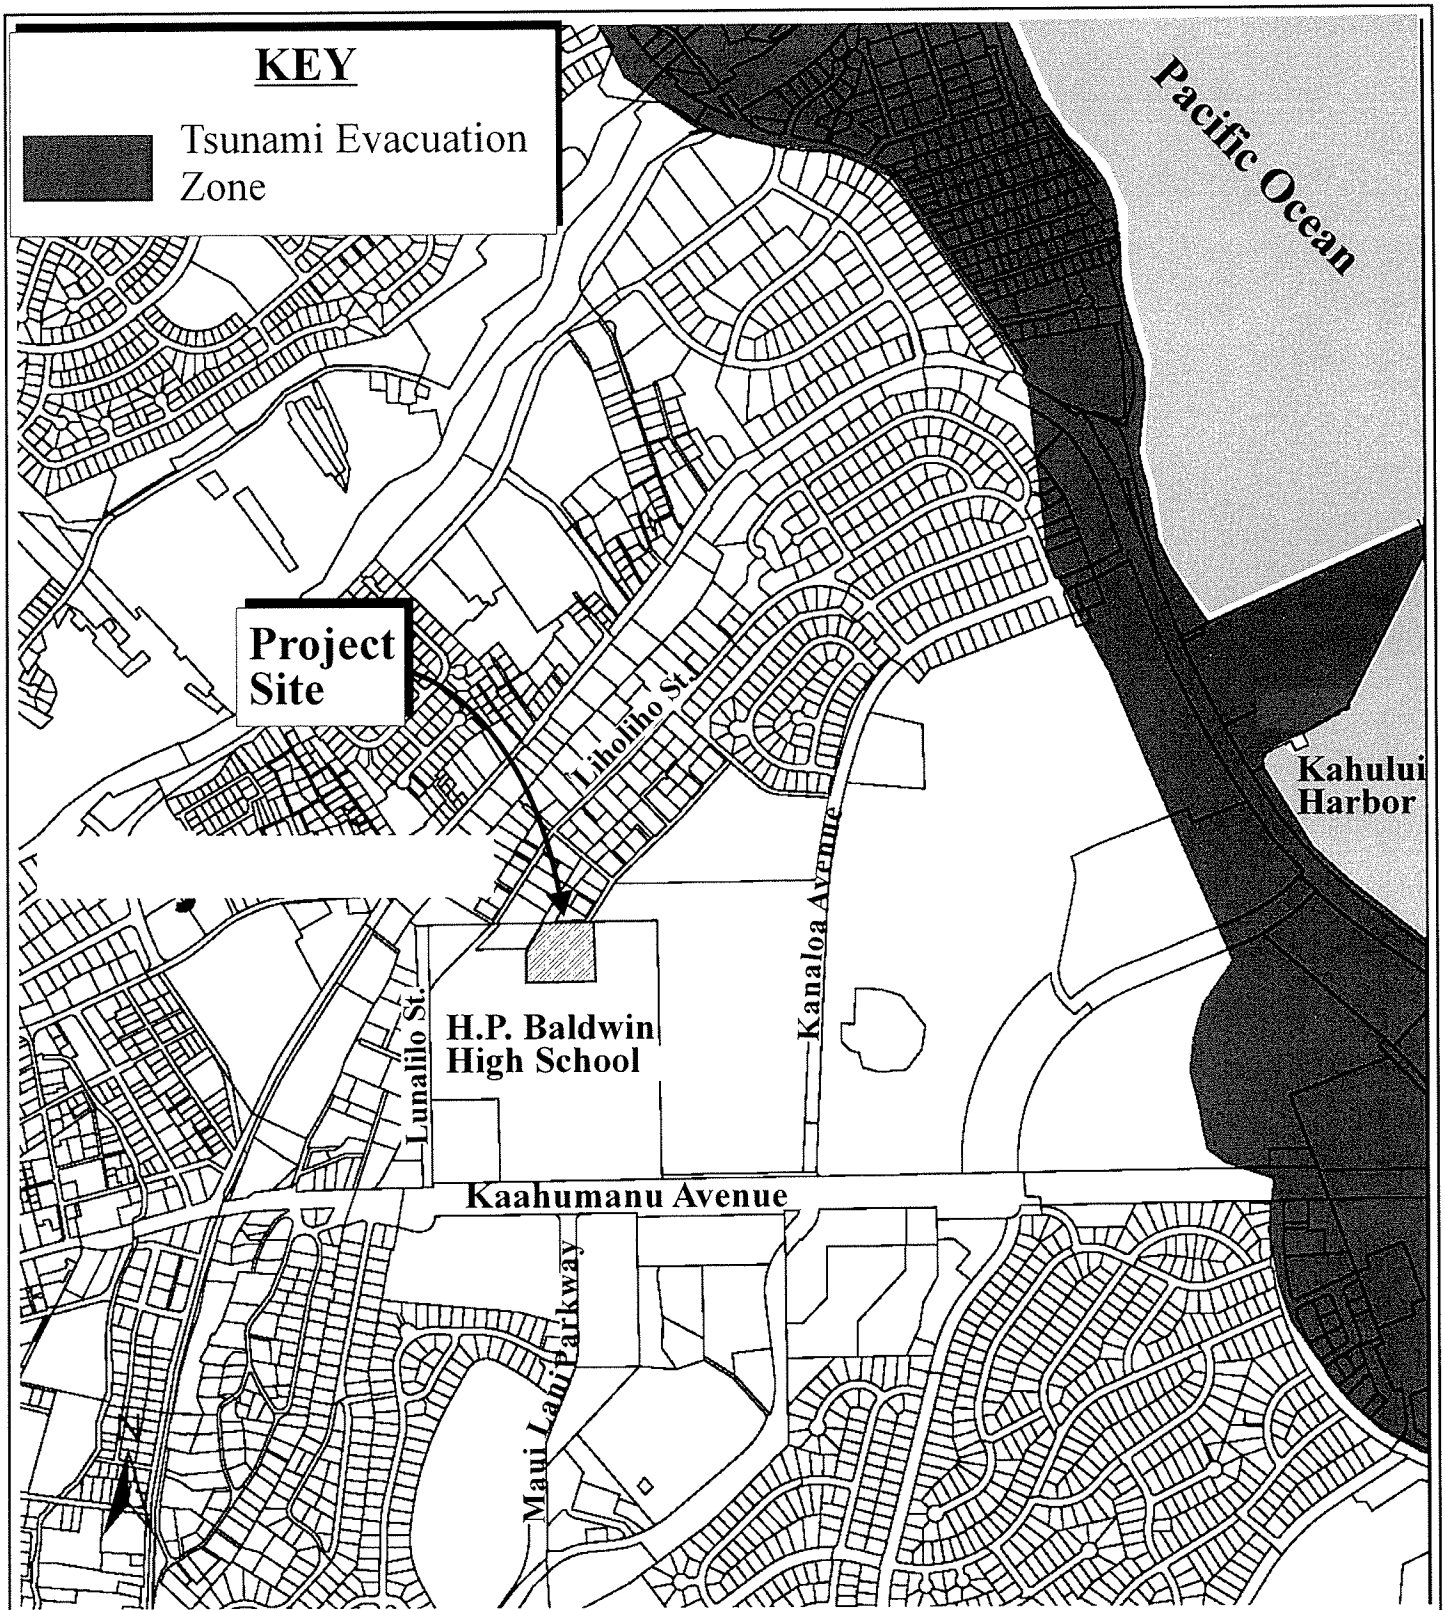 KEY
Tsunami Evacuation
Zone
Pacific Ocean
Project
Site
Liholiho St.
Kahului
Harbor
Kanaloa Avenue
Lunalilo St.
H.P. Baldwin
High School
Kaahumanu Avenue
Maui Lani Parkway
N